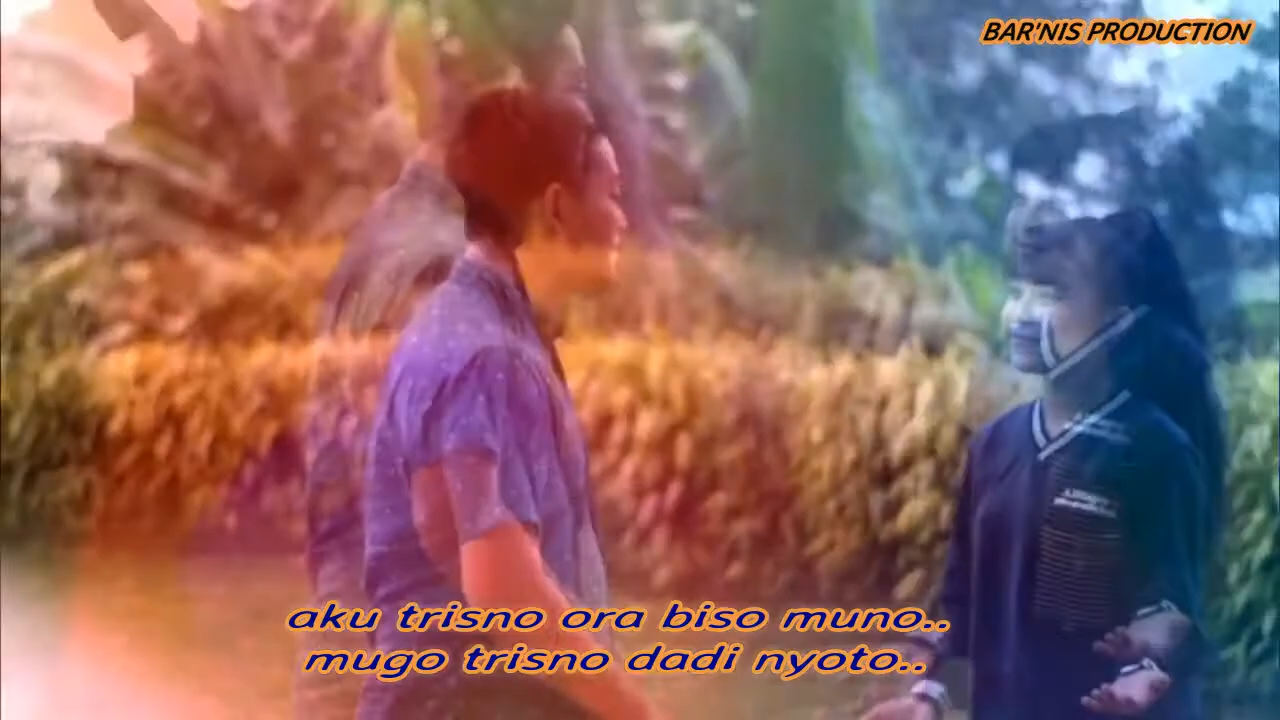 BAR'NIS PRODUCTION
aku trisno ora biso muno..
mugo trisno dadi nyoto..